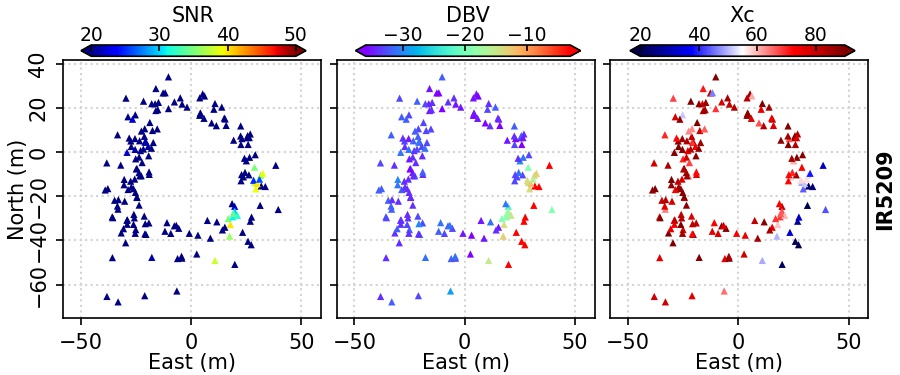 SNR DBV Xc
20 30 40 50 −30 −20 −10 20 40 60 80
40
20
0
−20
−40
−60
North (m)
−50 0 50 −50 0 50 −50 0 50
East (m) East (m) East (m)
IR5209